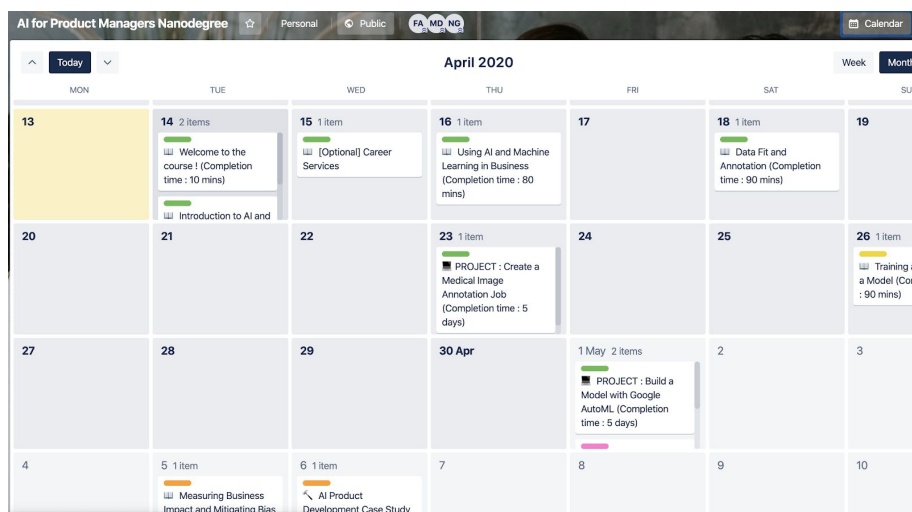 AI for Product Managers Nanodegree Personal Public FA MD NG Calendar
Today April 2020 Week Month
MON TUE WED THU FRI SAT SU
13 14 2 items 15 1 item 16 1 item 17 18 1 item 19
Welcome to the
course ! (Completion
time : 10 mins)
Introduction to AI and
[Optional] Career
Services
Using AI and Machine
Learning in Business
(Completion time : 80
mins)
Data Fit and
Annotation (Completion
time : 90 mins)
20 21 22 23 1 item 24 25 26 1 item
PROJECT : Create a
Medical Image
Annotation Job
(Completion time : 5
days)
Training a
a Model (Co
: 90 mins)
27 28 29 30 Apr 1 May 2 items 2 3
PROJECT : Build a
Model with Google
AutoML (Completion
time : 5 days)
4 5 1 item 6 1 item 7 8 9 10
Measuring Business
Impact and Mitigating Bias
AI Product
Development Case Study